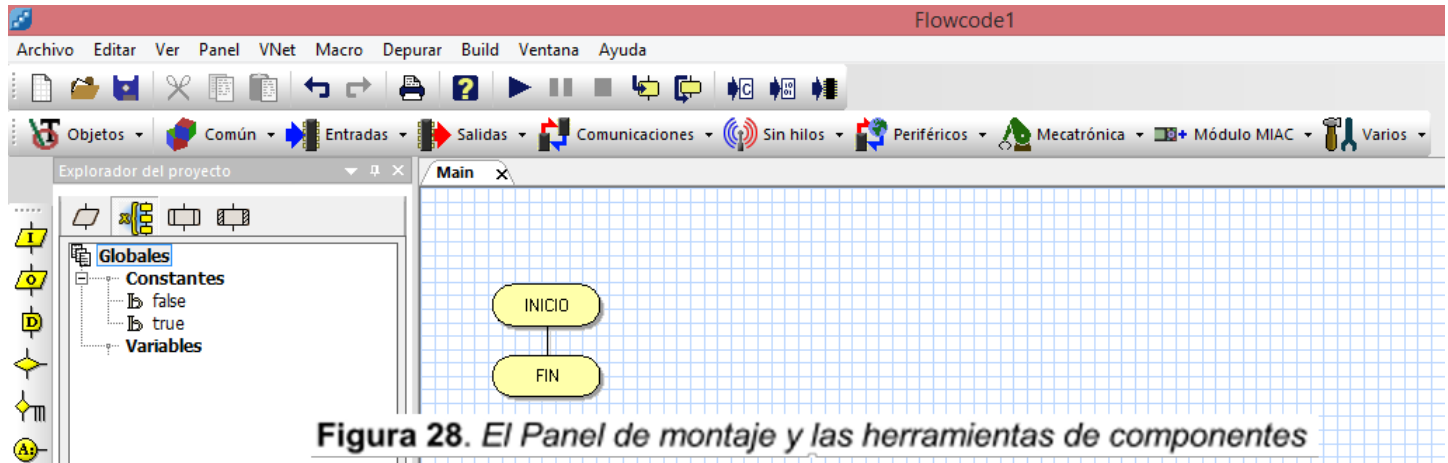 Flowcode1
Archivo Editar Ver Panel VNet Macro Depurar Build Ventana Ayuda
Objetos Común Entradas Salidas Comunicaciones Sin hilos Periféricos Mecatrónica Módulo MIAC Varios
Explorador del proyecto
Main x
Globales
Constantes
false
true
Variables
INICIO
FIN
Figura 28. El Panel de montaje y las herramientas de componentes